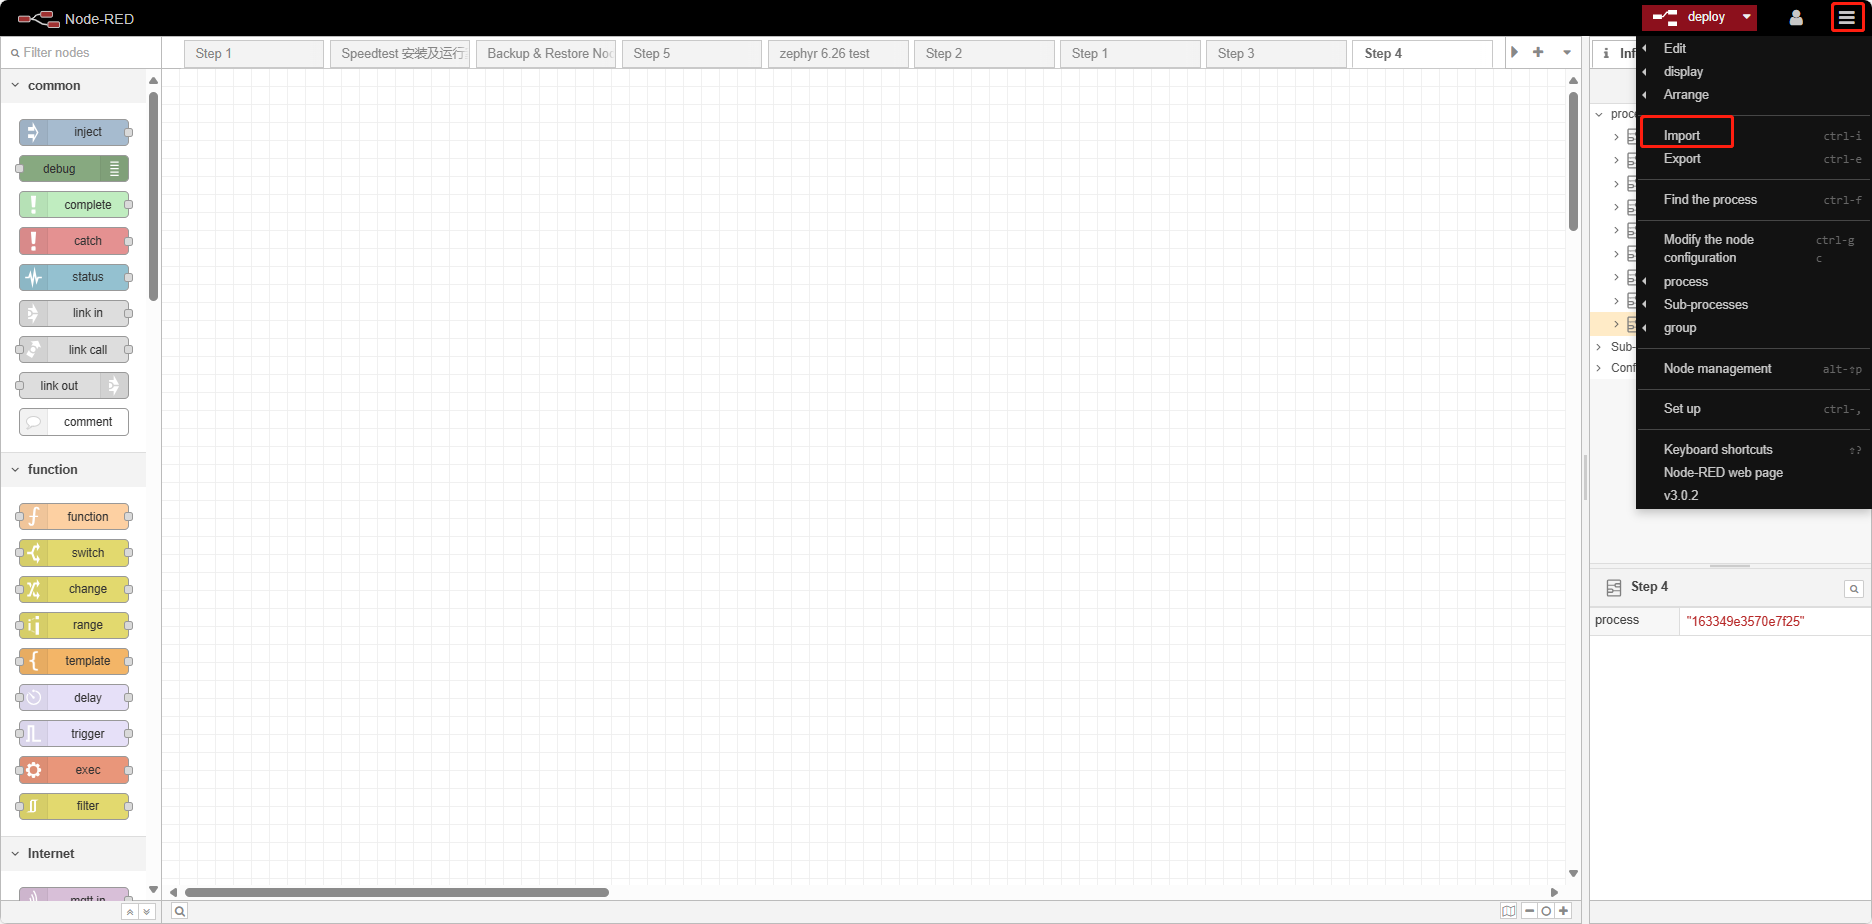 Node-RED
deploy
Filter nodes
Step 1
Speedtest 安装及运行
Backup & Restore No
Step 5
zephyr 6.26 test
Step 2
Step 1
Step 3
Step 4
Inf
common
inject
debug
complete
catch
status
link in
link call
link out
comment
function
function
switch
change
range
template
delay
trigger
exec
filter
Internet
mqtt in
proce
Sub-
Conf
Edit
display
Arrange
Import ctrl-i
Export ctrl-e
Find the process ctrl-f
Modify the node ctrl-g
configuration c
process
Sub-processes
group
Node management alt-⇧p
Set up ctrl-,
Keyboard shortcuts ⇧?
Node-RED web page
v3.0.2
Step 4
process "163349e3570e7f25"